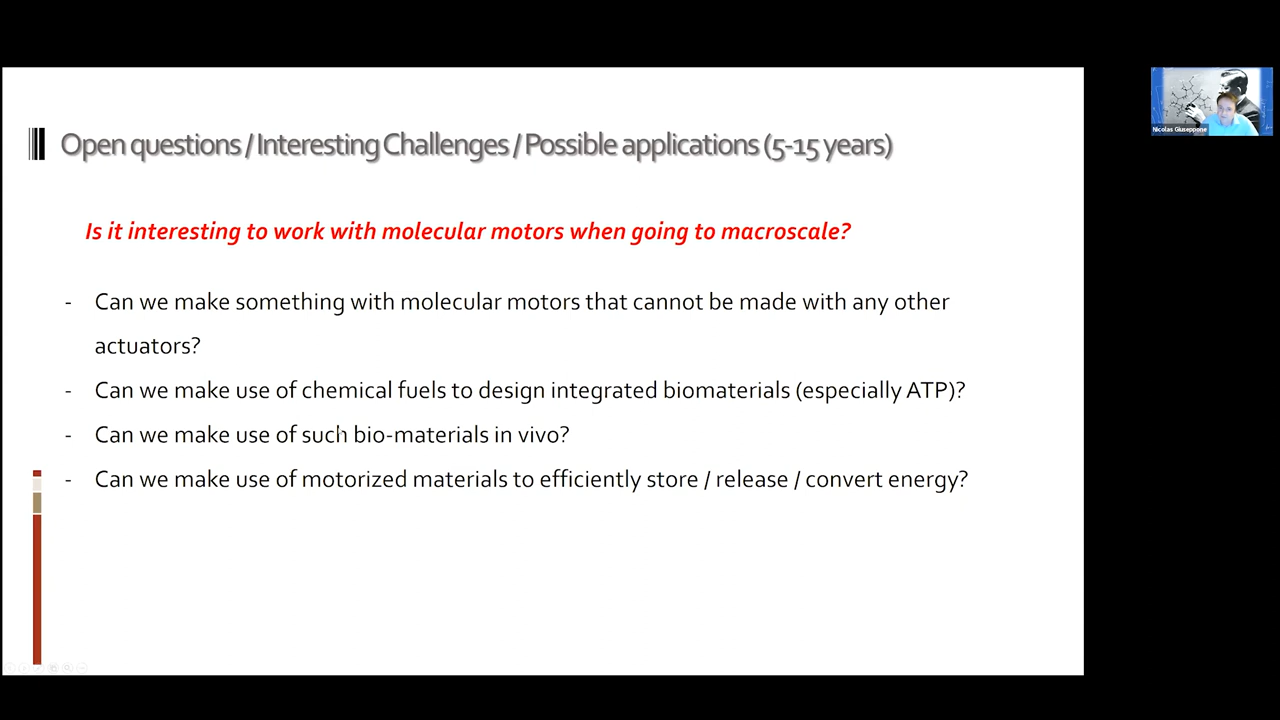 Open questions / Interesting Challenges / Possible applications (5-15 years)
Is it interesting to work with molecular motors when going to macroscale?
- Can we make something with molecular motors that cannot be made with any other
actuators?
- Can we make use of chemical fuels to design integrated biomaterials (especially ATP)?
- Can we make use of such bio-materials in vivo?
- Can we make use of motorized materials to efficiently store / release / convert energy?
Nicolas Giuseppone